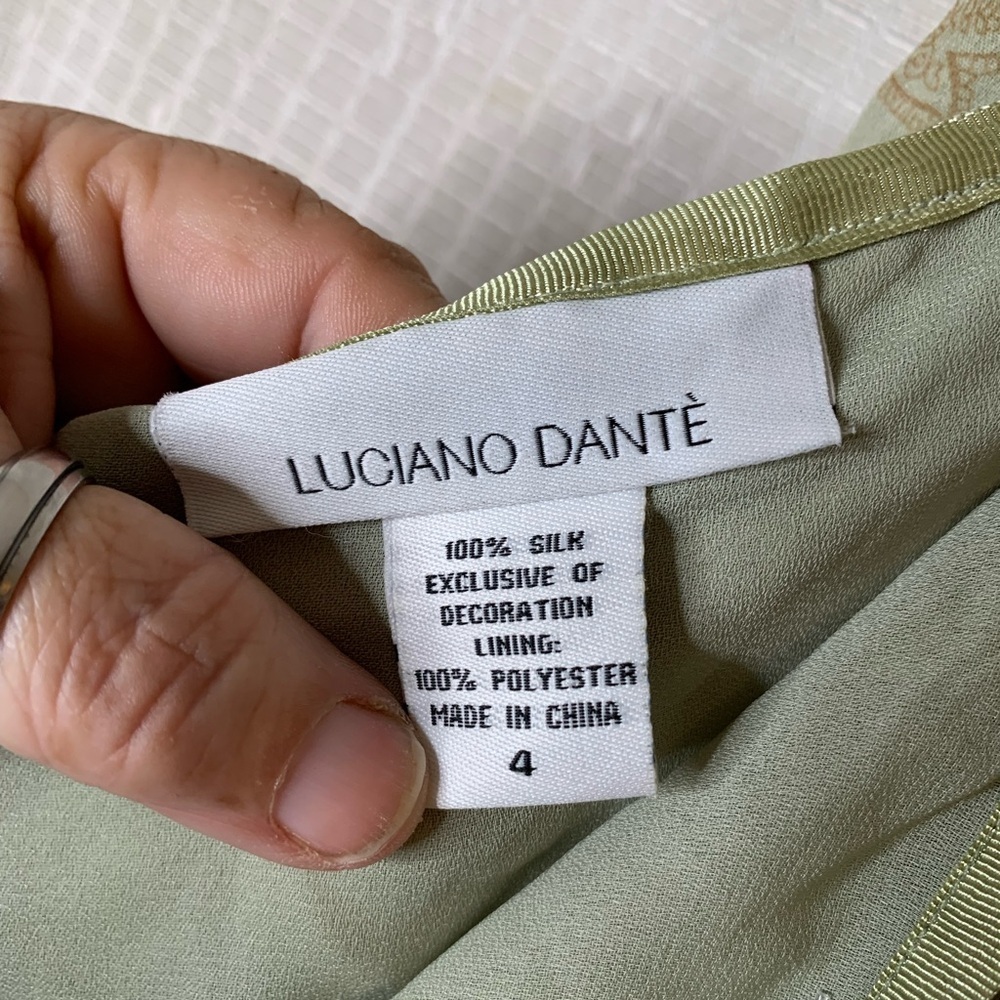 LUCIANO DANTÈ
100% SILK
EXCLUSIVE OF
DECORATION
LINING:
100% POLYESTER
MADE IN CHINA
4